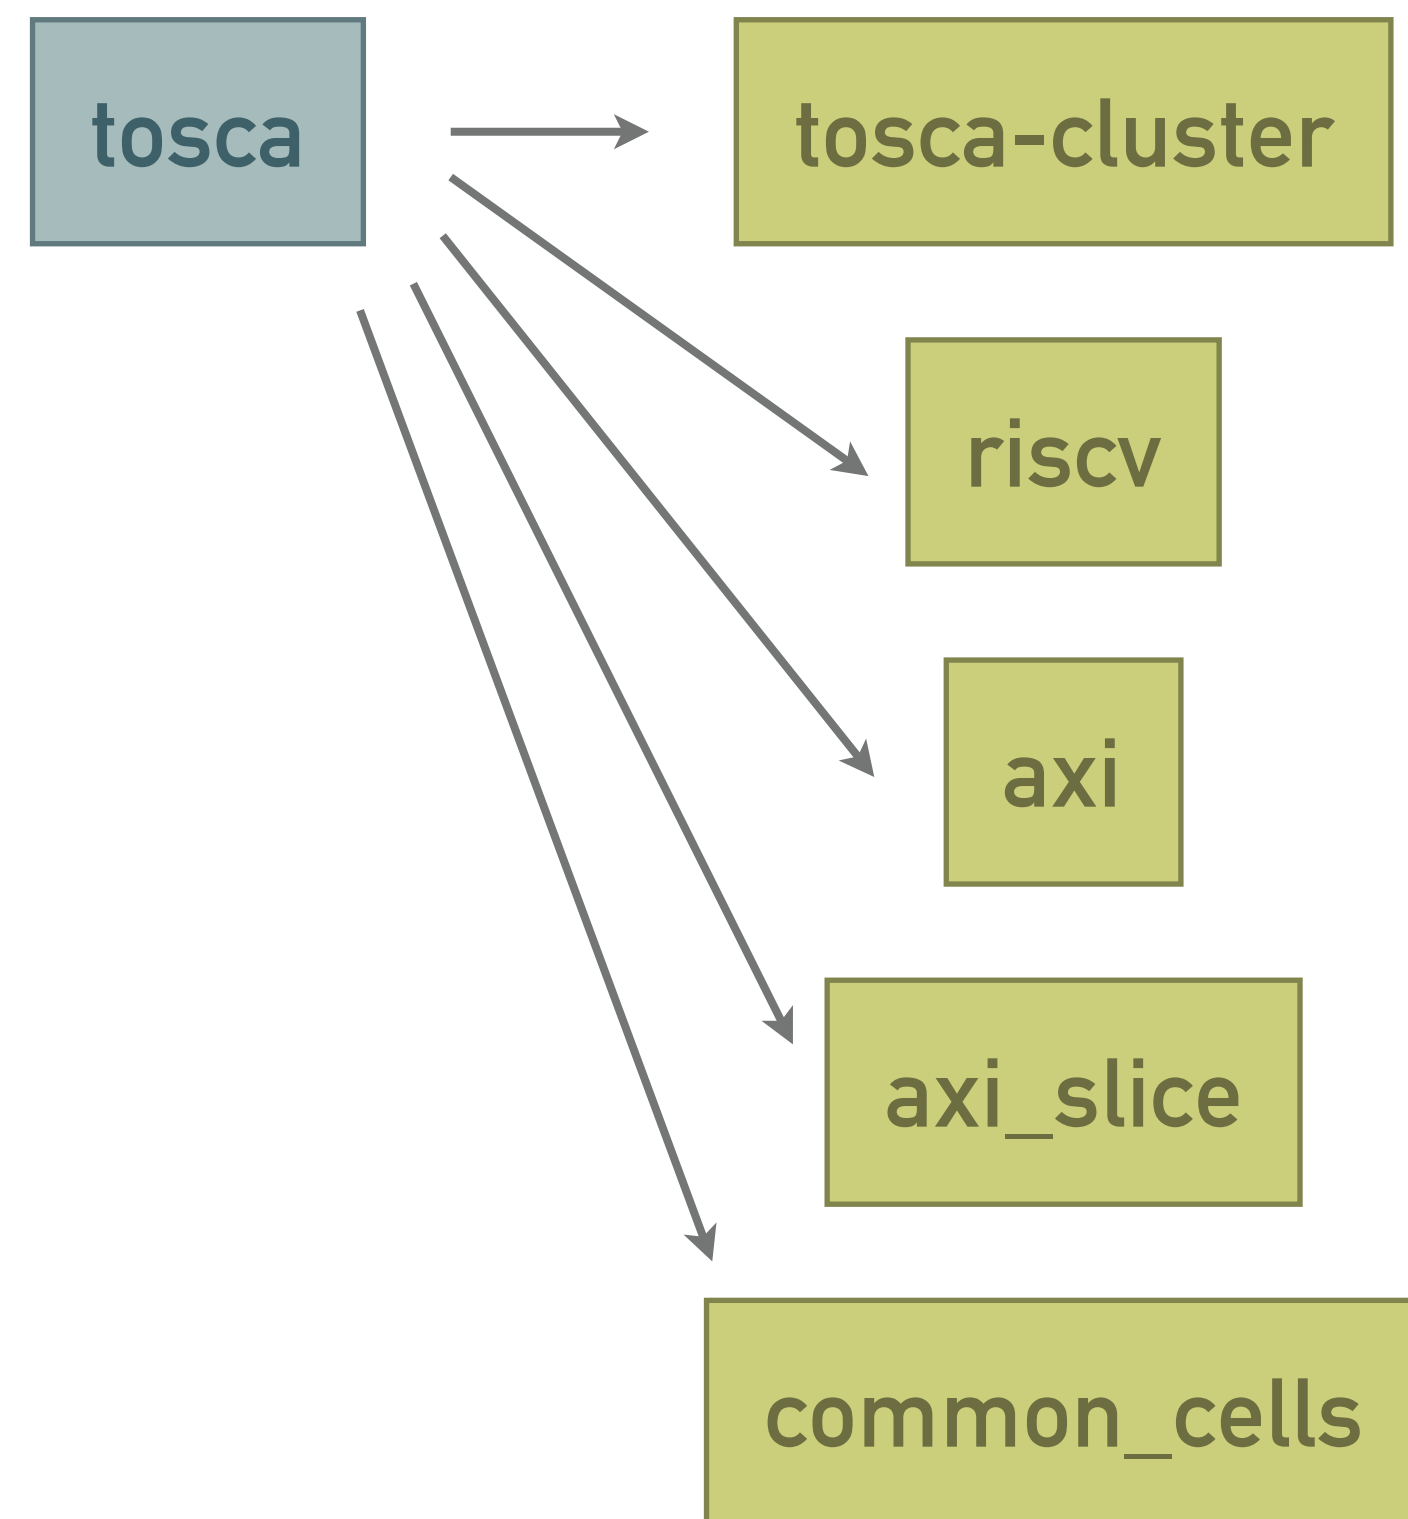 tosca
tosca-cluster
riscv
axi
axi_slice
common_cells